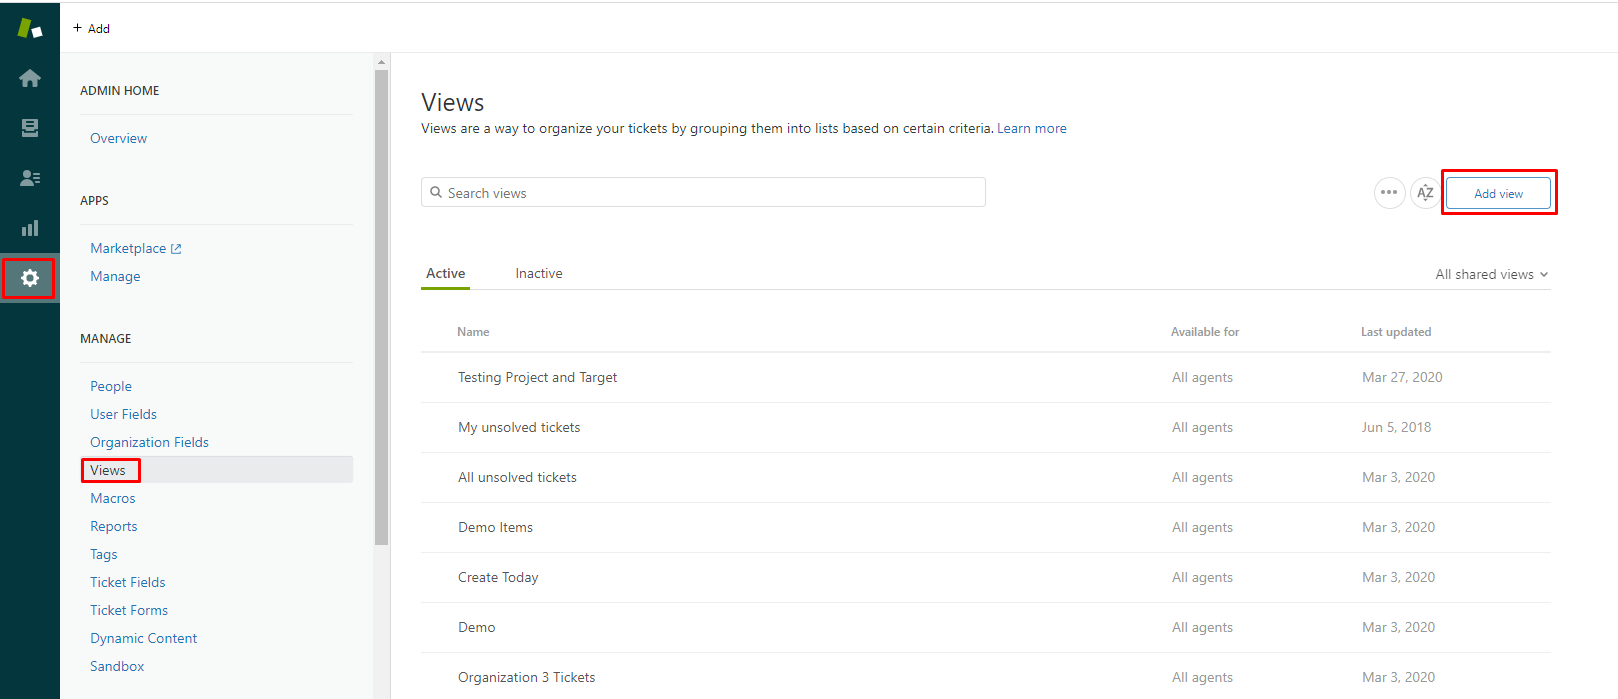 + Add
ADMIN HOME
Overview
APPS
Marketplace
Manage
MANAGE
People
User Fields
Organization Fields
Views
Macros
Reports
Tags
Ticket Fields
Ticket Forms
Dynamic Content
Sandbox
Views
Views are a way to organize your tickets by grouping them into lists based on certain criteria. Learn more
Search views
AZ
Add view
Active Inactive All shared views
Name Available for Last updated
Testing Project and Target All agents Mar 27, 2020
My unsolved tickets All agents Jun 5, 2018
All unsolved tickets All agents Mar 3, 2020
Demo Items All agents Mar 3, 2020
Create Today All agents Mar 3, 2020
Demo All agents Mar 3, 2020
Organization 3 Tickets All agents Mar 3, 2020